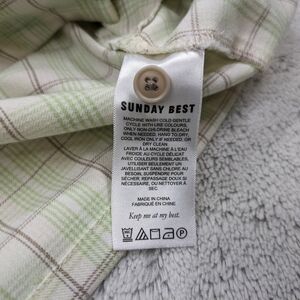 SUNDAY BEST
MACHINE WASH COLD GENTLE
CYCLE WITH LIKE COLOURS,
ONLY NON-CHLORINE BLEACH
WHEN NEEDED. HANG TO DRY,
COOL IRON ONLY IF NEEDED, OR
DRY CLEAN
LAVER À LA MACHINE À L'EAU
FROIDE AU CYCLE DÉLICAT
AVEC COULEURS SEMBLABLES,
UTILISER SEULEMENT UN
JAVELLISANT SANS CHLORE AU
BESOIN, SUSPENDRE POUR
SÉCHER, REPASSAGE DOUX SI
NÉCESSAIRE, OU NETTOYER À
SEC
MADE IN CHINA
FABRIQUÉ EN CHINE
Keep me at my best.
P